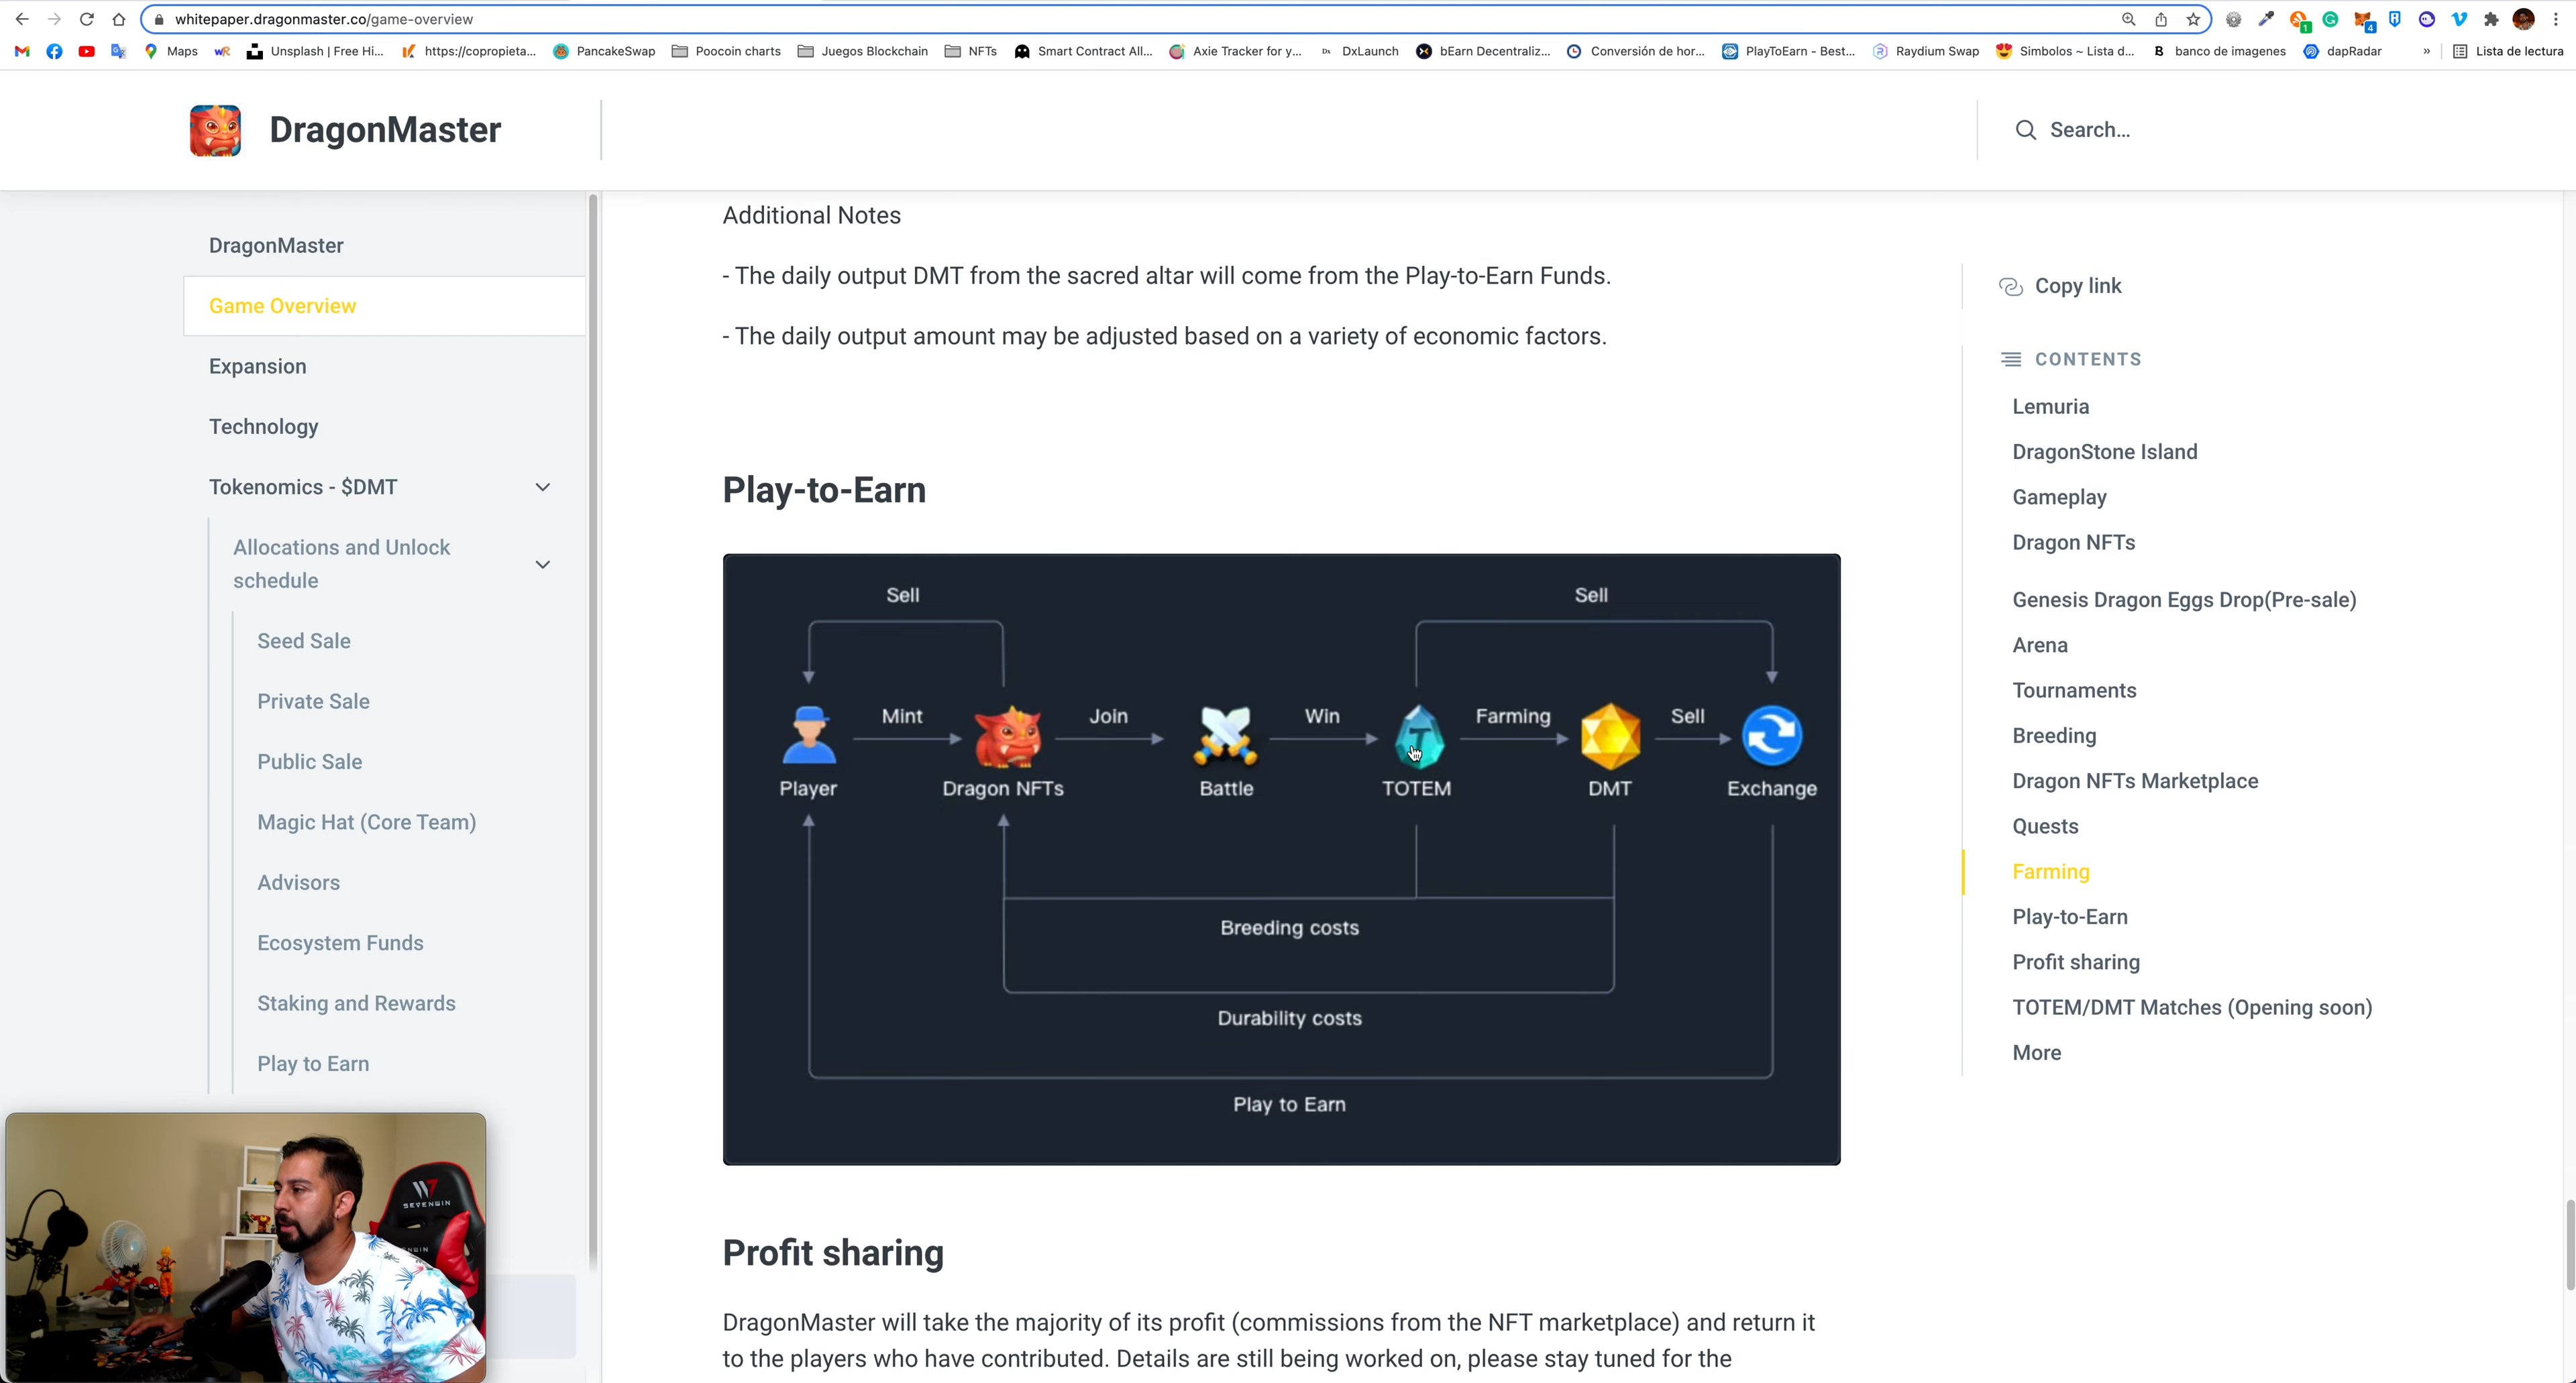 whitepaper.dragonmaster.co/game-overview
Maps
Unsplash | Free Hi...
https://copropieta...
PancakeSwap
Poocoin charts
Juegos Blockchain
NFTs
Smart Contract All...
Axie Tracker for y...
DxLaunch
bEarn Decentraliz...
Conversión de hor...
PlayToEarn - Best...
Raydium Swap
Simbolos ~ Lista d...
banco de imagenes
dapRadar
»
Lista de lectura
DragonMaster
Search...
DragonMaster
Game Overview
Expansion
Technology
Tokenomics - $DMT
Allocations and Unlock
schedule
Seed Sale
Private Sale
Public Sale
Magic Hat (Core Team)
Advisors
Ecosystem Funds
Staking and Rewards
Play to Earn
Additional Notes
- The daily output DMT from the sacred altar will come from the Play-to-Earn Funds.
- The daily output amount may be adjusted based on a variety of economic factors.
Play-to-Earn
Sell
Sell
Mint
Join
Win
Farming
Sell
Player
Dragon NFTs
Battle
TOTEM
DMT
Exchange
Breeding costs
Durability costs
Play to Earn
Profit sharing
DragonMaster will take the majority of its profit (commissions from the NFT marketplace) and return it
to the players who have contributed. Details are still being worked on, please stay tuned for the
Copy link
CONTENTS
Lemuria
DragonStone Island
Gameplay
Dragon NFTs
Genesis Dragon Eggs Drop(Pre-sale)
Arena
Tournaments
Breeding
Dragon NFTs Marketplace
Quests
Farming
Play-to-Earn
Profit sharing
TOTEM/DMT Matches (Opening soon)
More
SEVENWIN